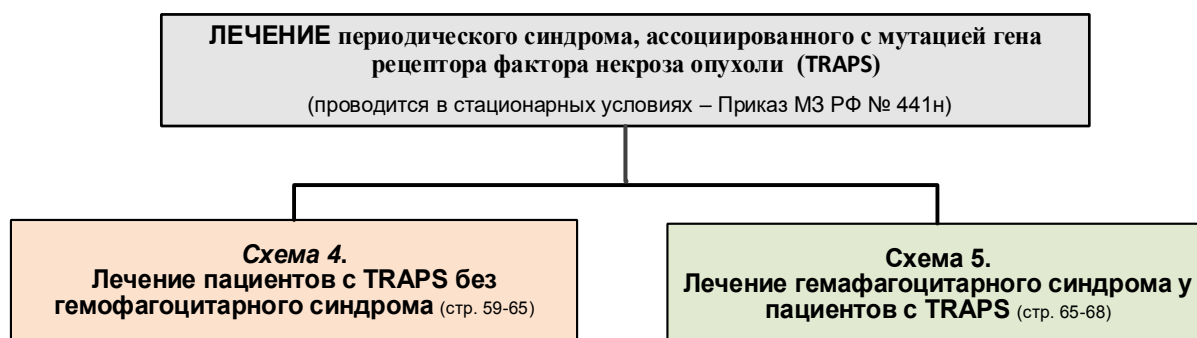 ЛЕЧЕНИЕ периодического синдрома, ассоциированного с мутацией гена
рецептора фактора некроза опухоли (TRAPS)
(проводится в стационарных условиях – Приказ МЗ РФ № 441н)
Схема 4.
Лечение пациентов с TRAPS без
гемофагоцитарного синдрома (стр. 59-65)
Схема 5.
Лечение гемафагоцитарного синдрома у
пациентов с TRAPS (стр. 65-68)